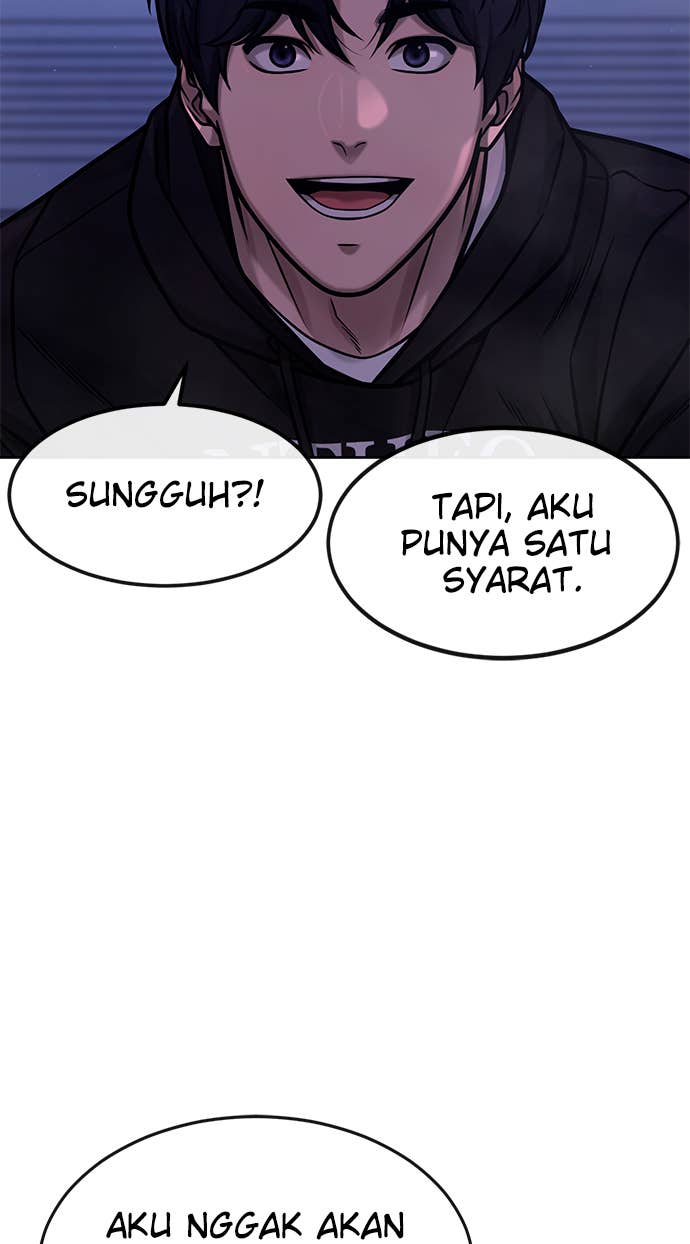 SUNGGUH?!
TAPI, AKU
PUNYA SATU
SYARAT.
AKU NGGAK AKAN